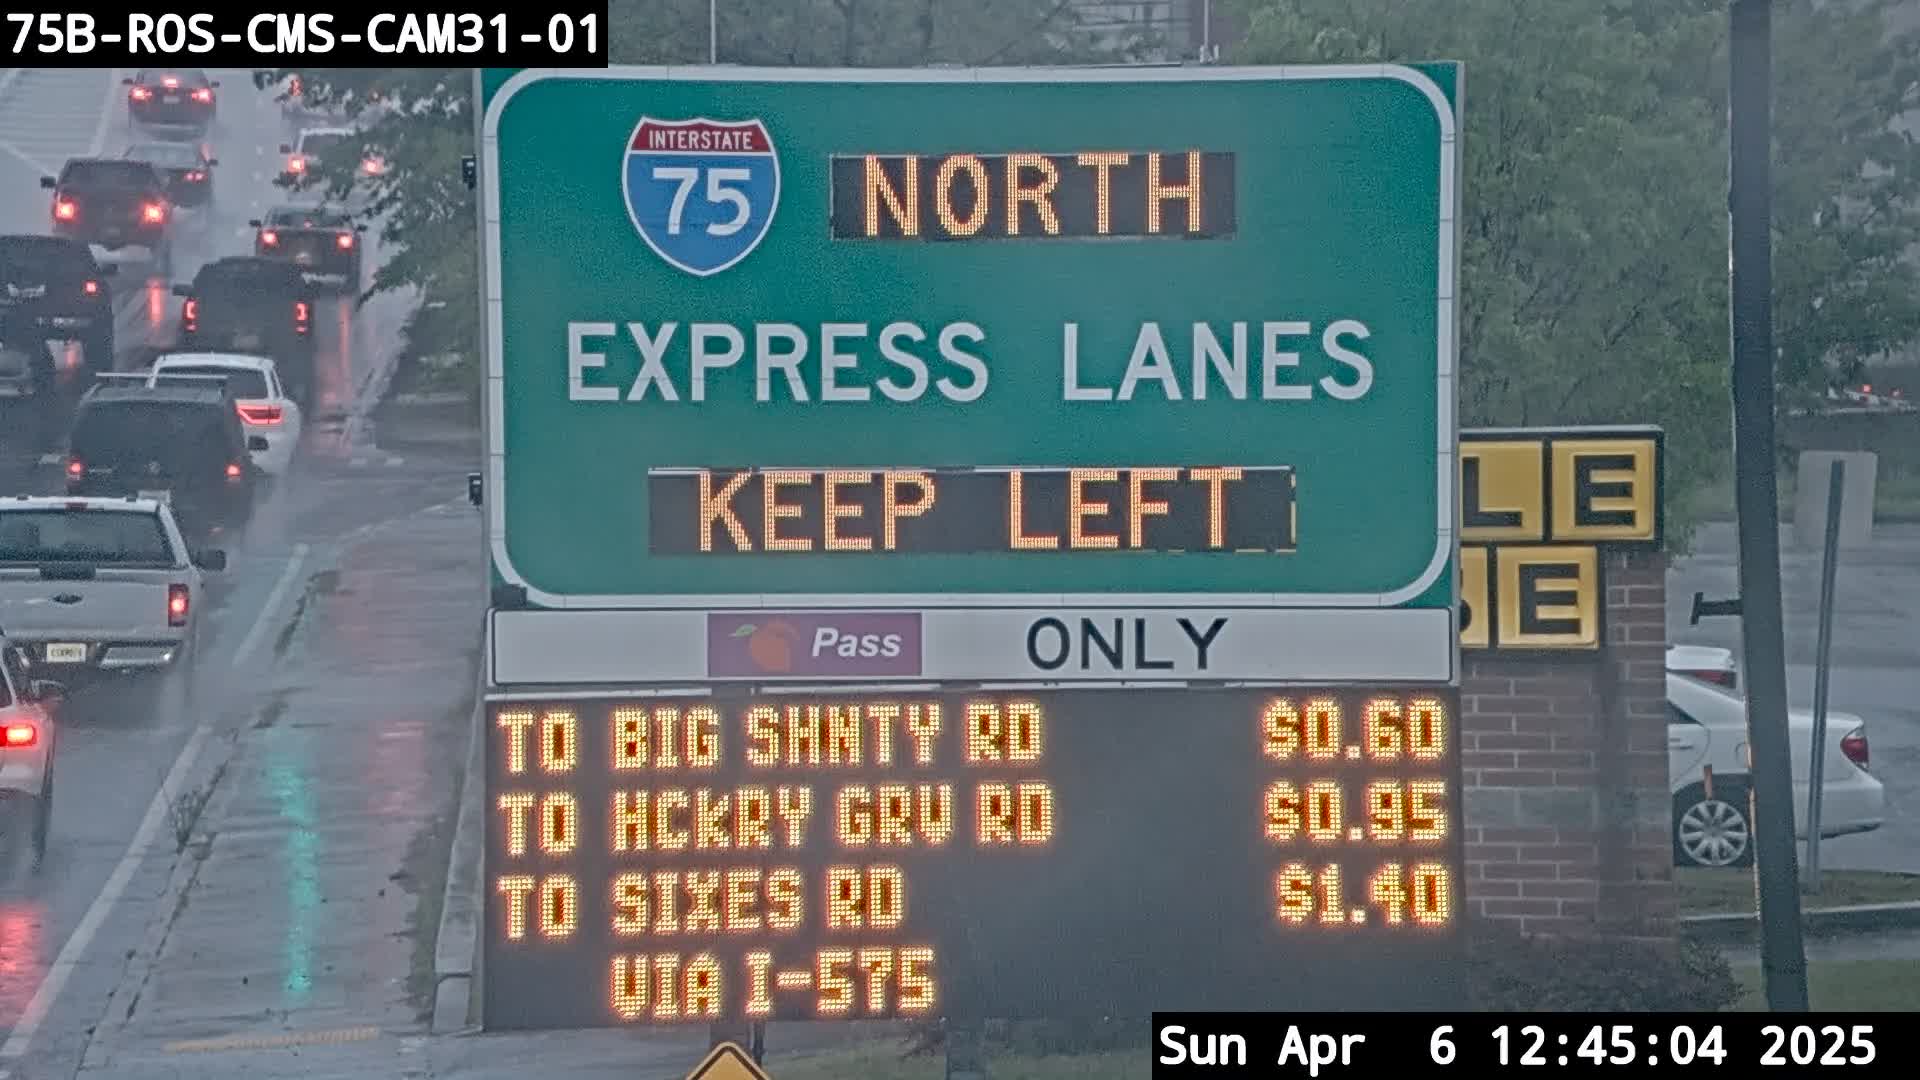 75B-ROS-CMS-CAM31-01
INTERSTATE
75
NORTH
EXPRESS LANES
KEEP LEFT
Pass ONLY
TO BIG SHNTY RD $0.60
TO HCKRY GRV RD $0.95
TO SIXES RD $1.40
VIA I-575
LE
E
Sun Apr 6 12:45:04 2025